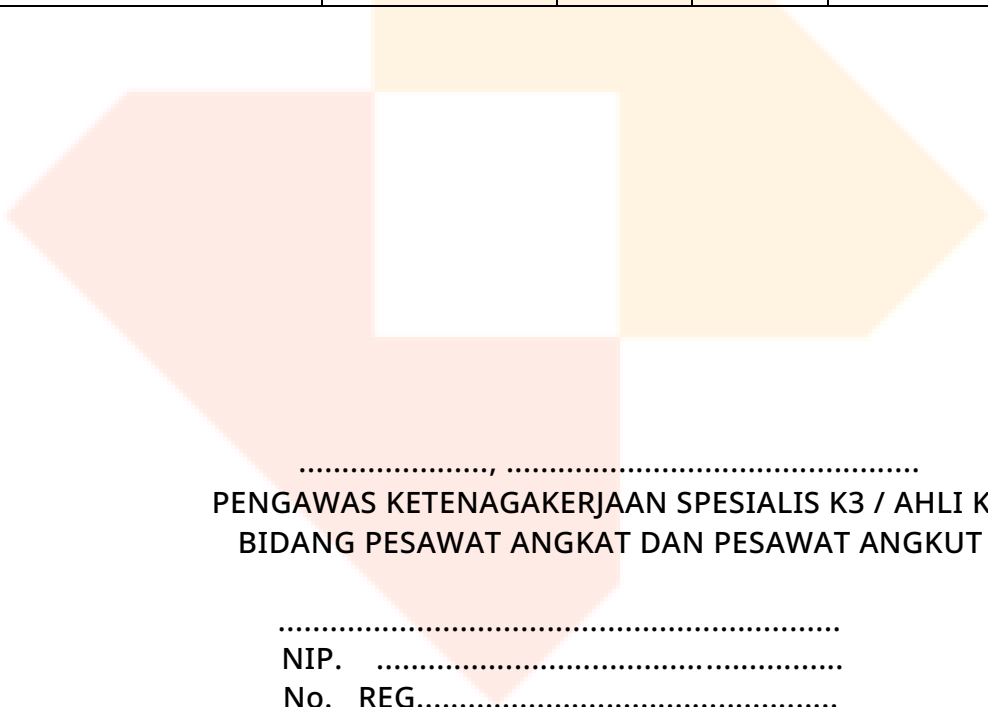 ......................., ..................................................
PENGAWAS KETENAGAKERJAAN SPESIALIS K3 / AHLI K
BIDANG PESAWAT ANGKAT DAN PESAWAT ANGKUT
....................................................................
NIP. .........................................................
No. REG...................................................